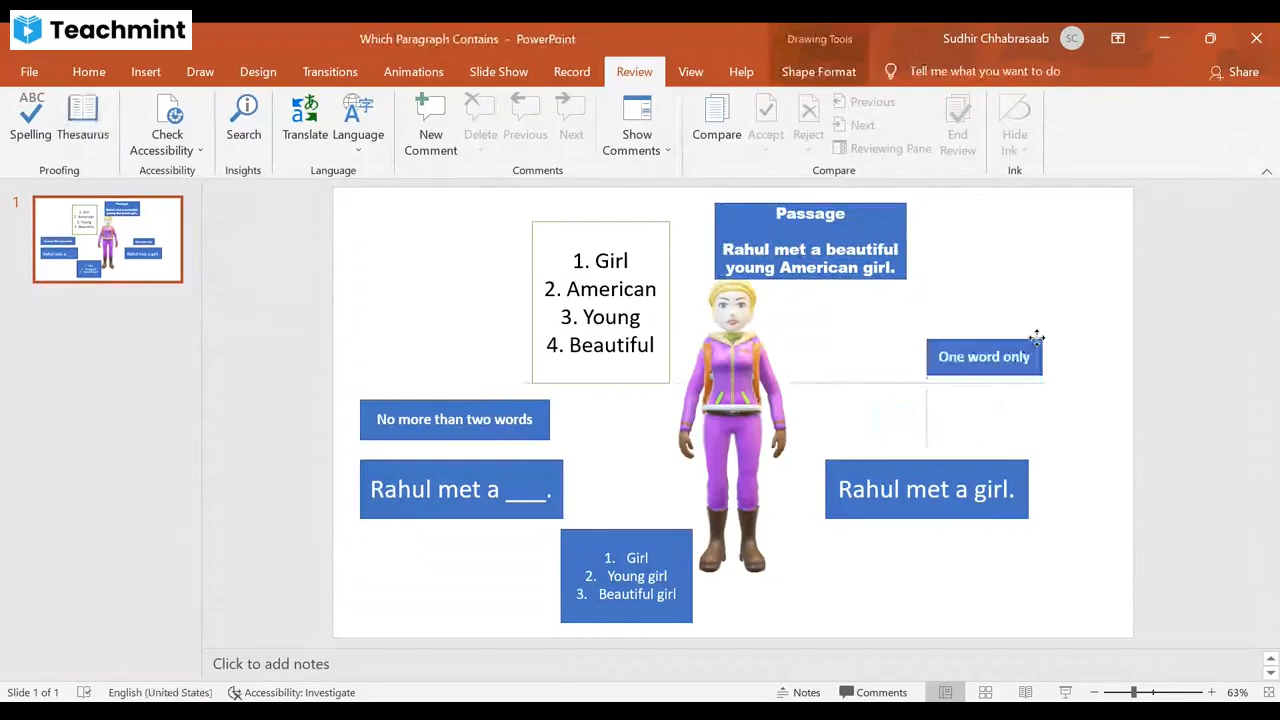 Teachmint
Which Paragraph Contains - PowerPoint
Drawing Tools
Sudhir Chhabrasaab
SC
File
Home
Insert
Draw
Design
Transitions
Animations
Slide Show
Record
Review
View
Help
Shape Format
Tell me what you want to do
Share
ABC
Spelling
Thesaurus
Check Accessibility
Search
Translate
Language
New Comment
Delete
Previous
Next
Show Comments
Compare
Accept
Reject
Previous
Next
Reviewing Pane
End Review
Hide Ink
Proofing
Accessibility
Insights
Language
Comments
Compare
Ink
1
Passage
Rahul met a beautiful
young American girl.
1. Girl
2. American
3. Young
4. Beautiful
One word only
No more than two words
Rahul met a ___.
Rahul met a girl.
1. Girl
2. Young girl
3. Beautiful girl
Click to add notes
Slide 1 of 1
English (United States)
Accessibility: Investigate
Notes
Comments
63%